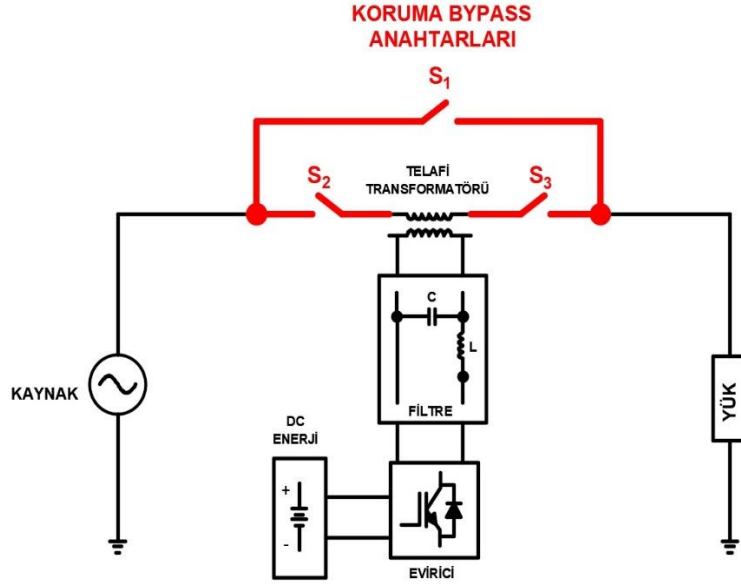 KORUMA BYPASS
ANAHTARLARI
S₁
S₂
TELAFİ
TRANSFORMATÖRÜ
S₃
C
L
KAYNAK
FİLTRE
YÜK
DC
ENERJİ
+
-
EVİRİCİ